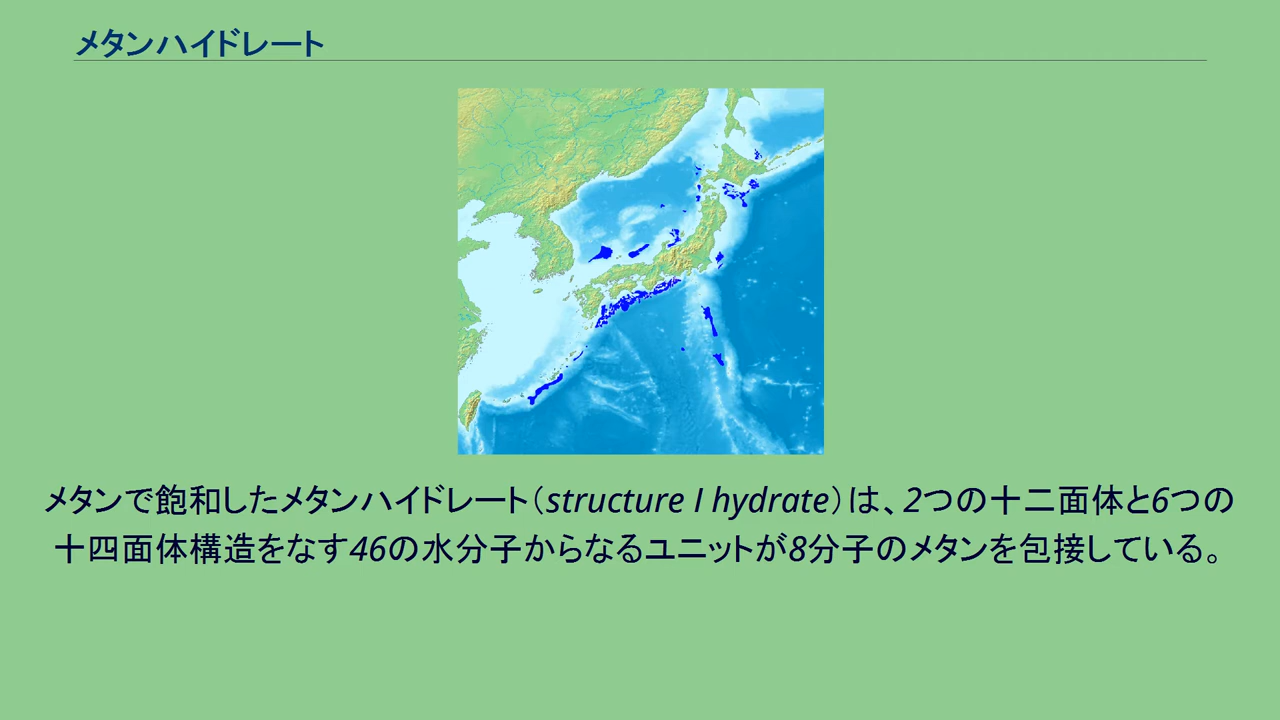 メタンハイドレート
メタンで飽和したメタンハイドレート（structure I hydrate）は、2つの十二面体と6つの
十四面体構造をなす46の水分子からなるユニットが8分子のメタンを包接している。